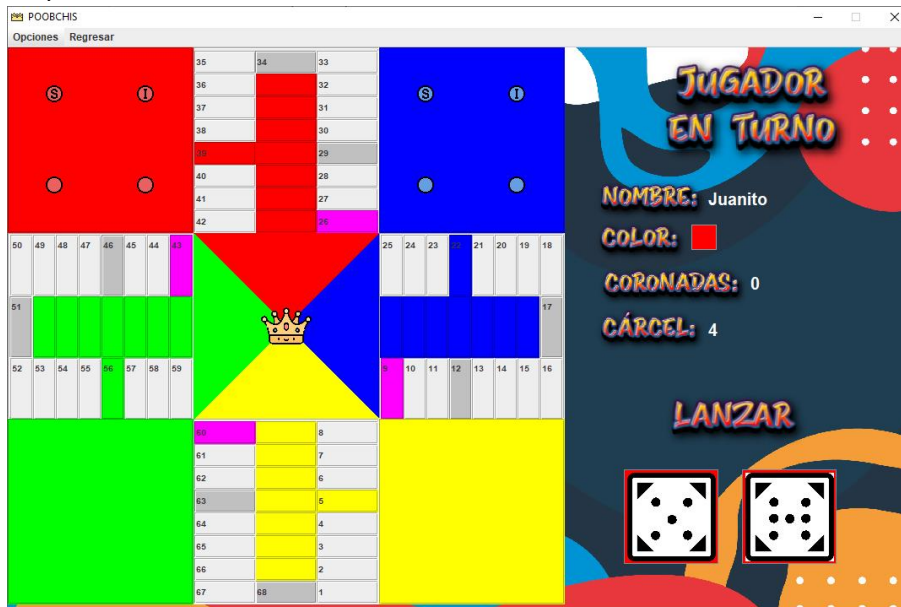 POOBCHIS
Opciones Regresar
35 34 33
36 32
37 31
38 30
39 29
40 28
41 27
42 26
S I
S I
50 49 48 47 46 45 44 43
25 24 23 22 21 20 19 18
51
17
52 53 54 55 56 57 58 59
9 10 11 12 13 14 15 16
60 8
61 7
62 6
63 5
64 4
65 3
66 2
67 68 1
JUGADOR
EN TURNO
NOMBRE: Juanito
COLOR:
CORONADAS: 0
CÁRCEL: 4
LANZAR